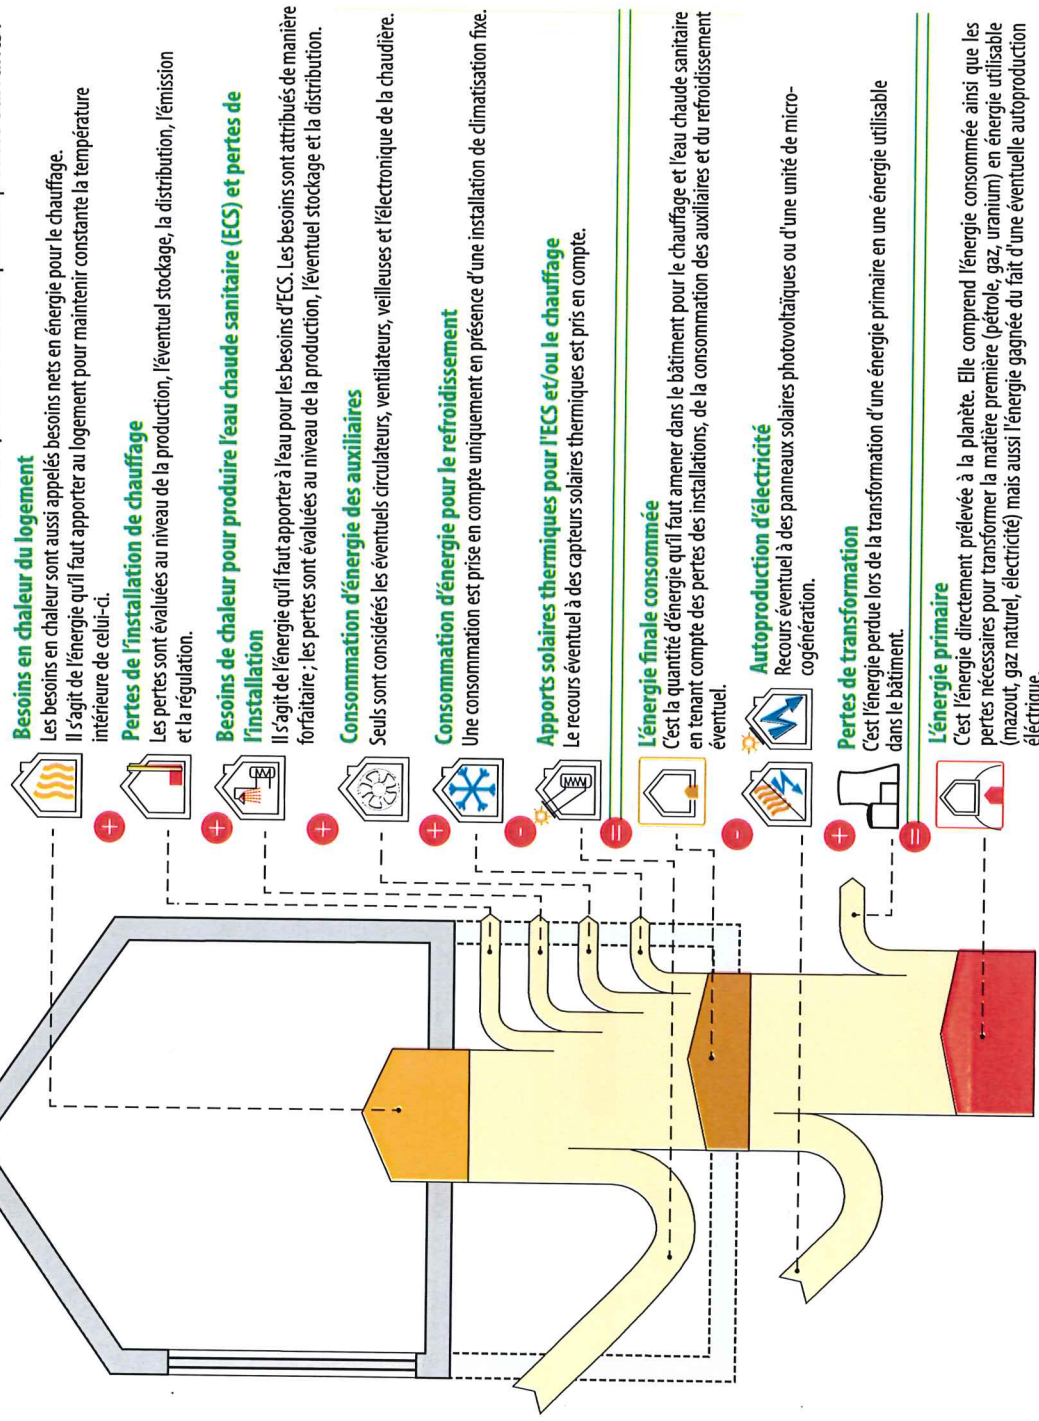 Besoins en chaleur du logement
Les besoins en chaleur sont aussi appelés besoins nets en énergie pour le chauffage.
Il s'agit de l'énergie qu'il faut apporter au logement pour maintenir constante la température
intérieure de celui-ci.
+
Pertes de l'installation de chauffage
Les pertes sont évaluées au niveau de la production, l'éventuel stockage, la distribution, l'émission
et la régulation.
+
Besoins de chaleur pour produire l'eau chaude sanitaire (ECS) et pertes de
l'installation
Il s'agit de l'énergie qu'il faut apporter à l'eau pour les besoins d'ECS. Les besoins sont attribués de manière
forfaitaire ; les pertes sont évaluées au niveau de la production, l'éventuel stockage et la distribution.
+
Consommation d'énergie des auxiliaires
Seuls sont considérés les éventuels circulateurs, ventilateurs, veilleuses et l'électronique de la chaudière.
+
Consommation d'énergie pour le refroidissement
Une consommation est prise en compte uniquement en présence d'une installation de climatisation fixe.
-
Apports solaires thermiques pour l'ECS et/ou le chauffage
Le recours éventuel à des capteurs solaires thermiques est pris en compte.
=
L'énergie finale consommée
C'est la quantité d'énergie qu'il faut amener dans le bâtiment pour le chauffage et l'eau chaude sanitaire
en tenant compte des pertes des installations, de la consommation des auxiliaires et du refroidissement
éventuel.
-
Autoproduction d'électricité
Recours éventuel à des panneaux solaires photovoltaïques ou d'une unité de micro-
cogénération.
+
Pertes de transformation
C'est l'énergie perdue lors de la transformation d'une énergie primaire en une énergie utilisable
dans le bâtiment.
=
L'énergie primaire
C'est l'énergie directement prélevée à la planète. Elle comprend l'énergie consommée ainsi que les
pertes nécessaires pour transformer la matière première (pétrole, gaz, uranium) en énergie utilisable
(mazout, gaz naturel, électricité) mais aussi l'énergie gagnée du fait d'une éventuelle autoproduction
électrique.